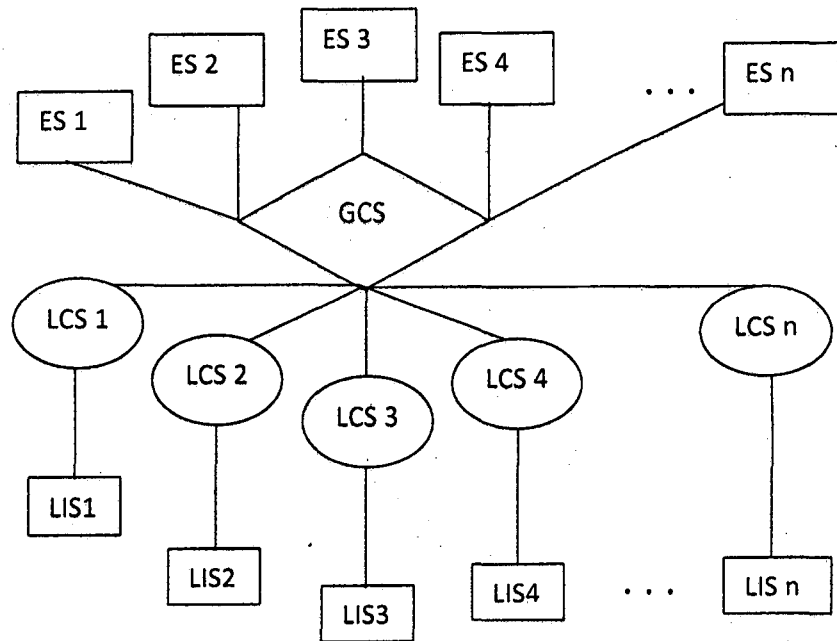 ES 1
ES 2
ES 3
ES 4
. . .
ES n
GCS
LCS 1
LCS 2
LCS 3
LCS 4
LCS n
LIS1
LIS2
LIS3
LIS4
. . .
LIS n